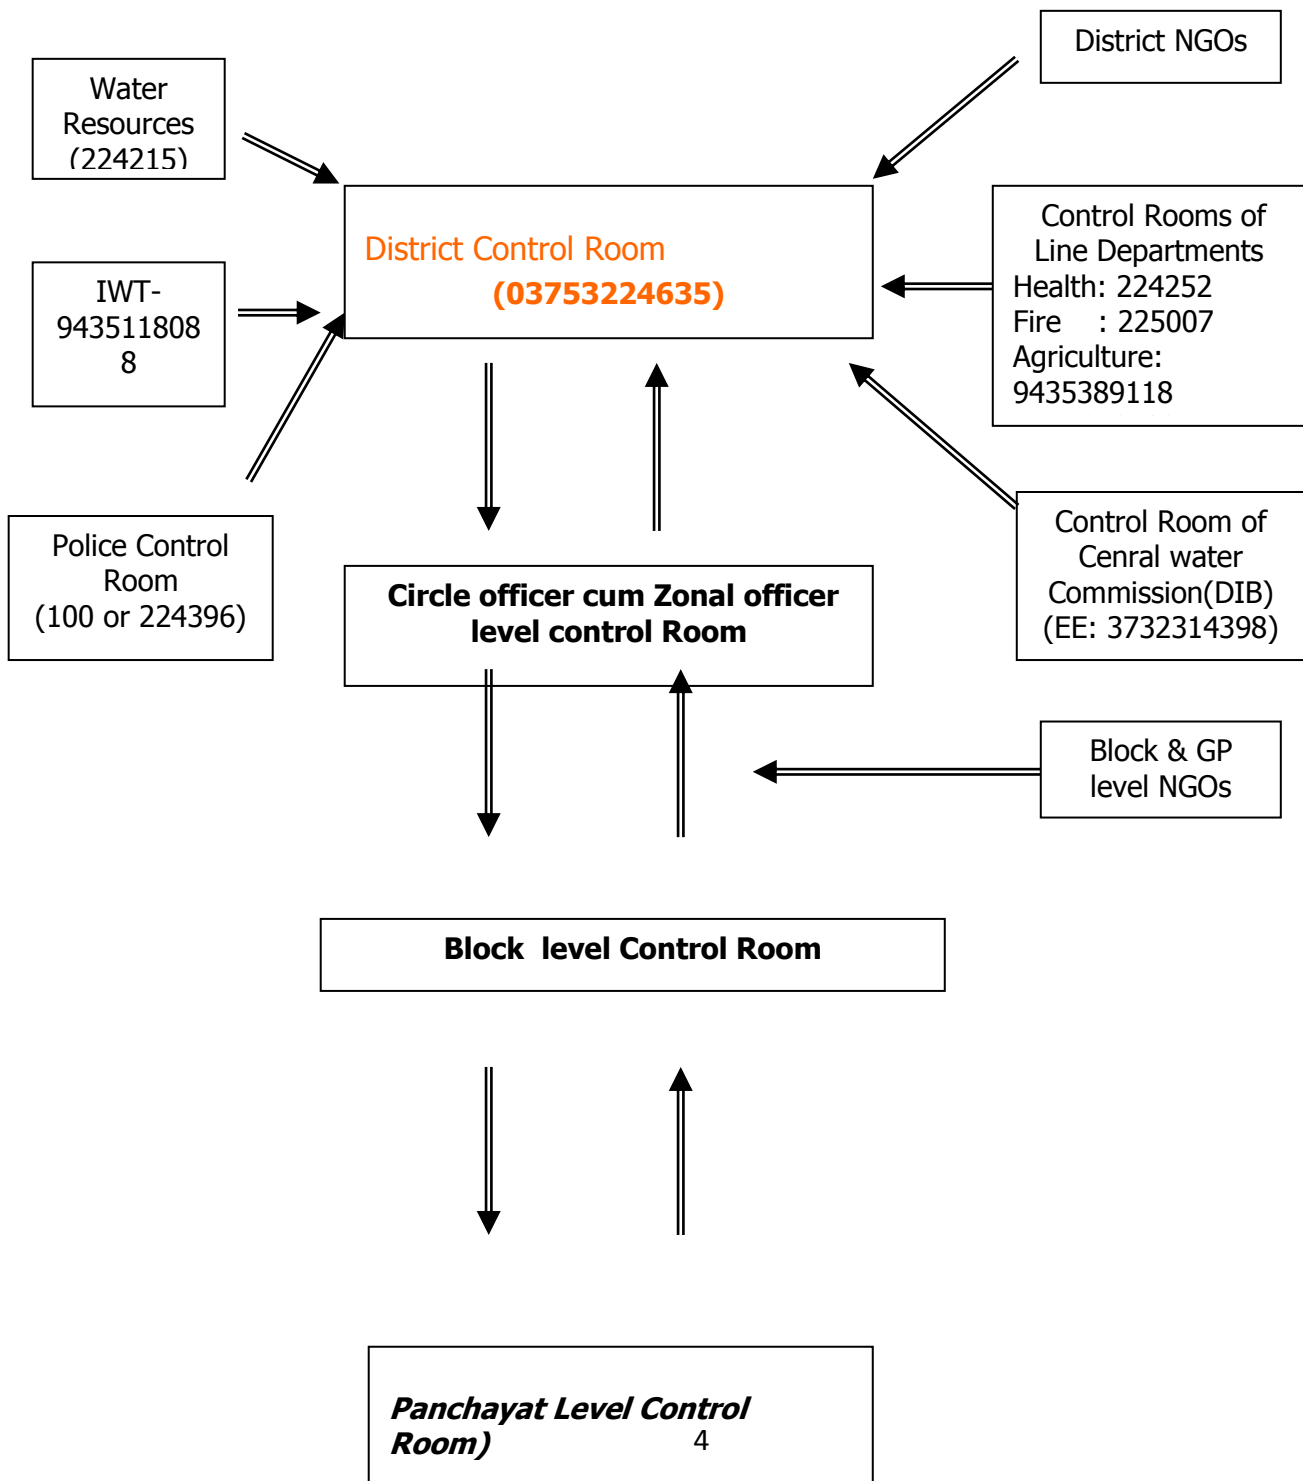 District NGOs
Water
Resources
(224215)
District Control Room
(03753224635)
Control Rooms of
Line Departments
Health: 224252
Fire : 225007
Agriculture:
9435389118
IWT-
943511808
8
Police Control
Room
(100 or 224396)
Control Room of
Cenral water
Commission(DIB)
(EE: 3732314398)
Circle officer cum Zonal officer
level control Room
Block & GP
level NGOs
Block level Control Room
Panchayat Level Control
Room)
4